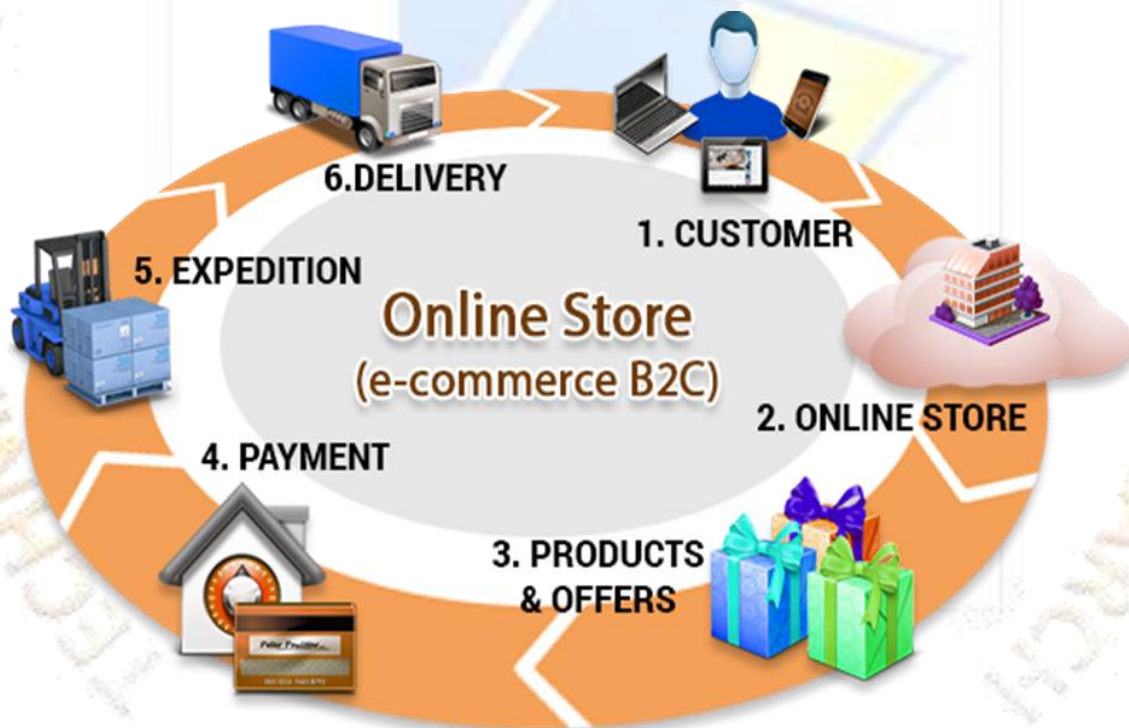 6.DELIVERY
1. CUSTOMER
5. EXPEDITION
Online Store
(e-commerce B2C)
2. ONLINE STORE
4. PAYMENT
3. PRODUCTS
& OFFERS